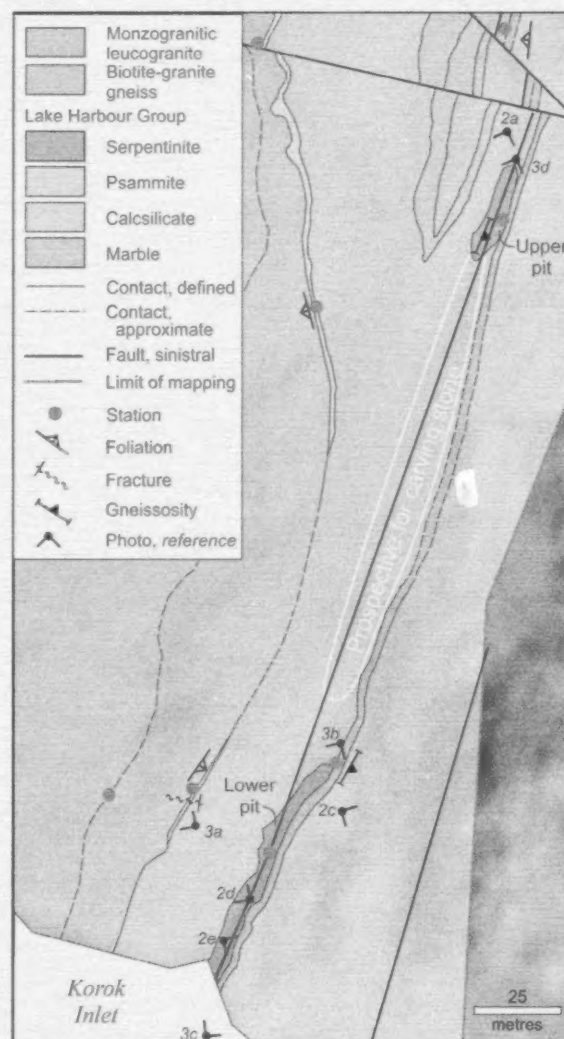 Monzogranitic
leucogranite
Biotite-granite
gneiss
Lake Harbour Group
Serpentinite
Psammite
Calcsilicate
Marble
Contact, defined
Contact,
approximate
Fault, sinistral
Limit of mapping
Station
Foliation
Fracture
Gneissosity
Photo, reference
2a
3d
Upper
pit
Prospective for carving stone
3b
Lower
pit
2c
3a
2d
2e
Korok
Inlet
3c
25
metres